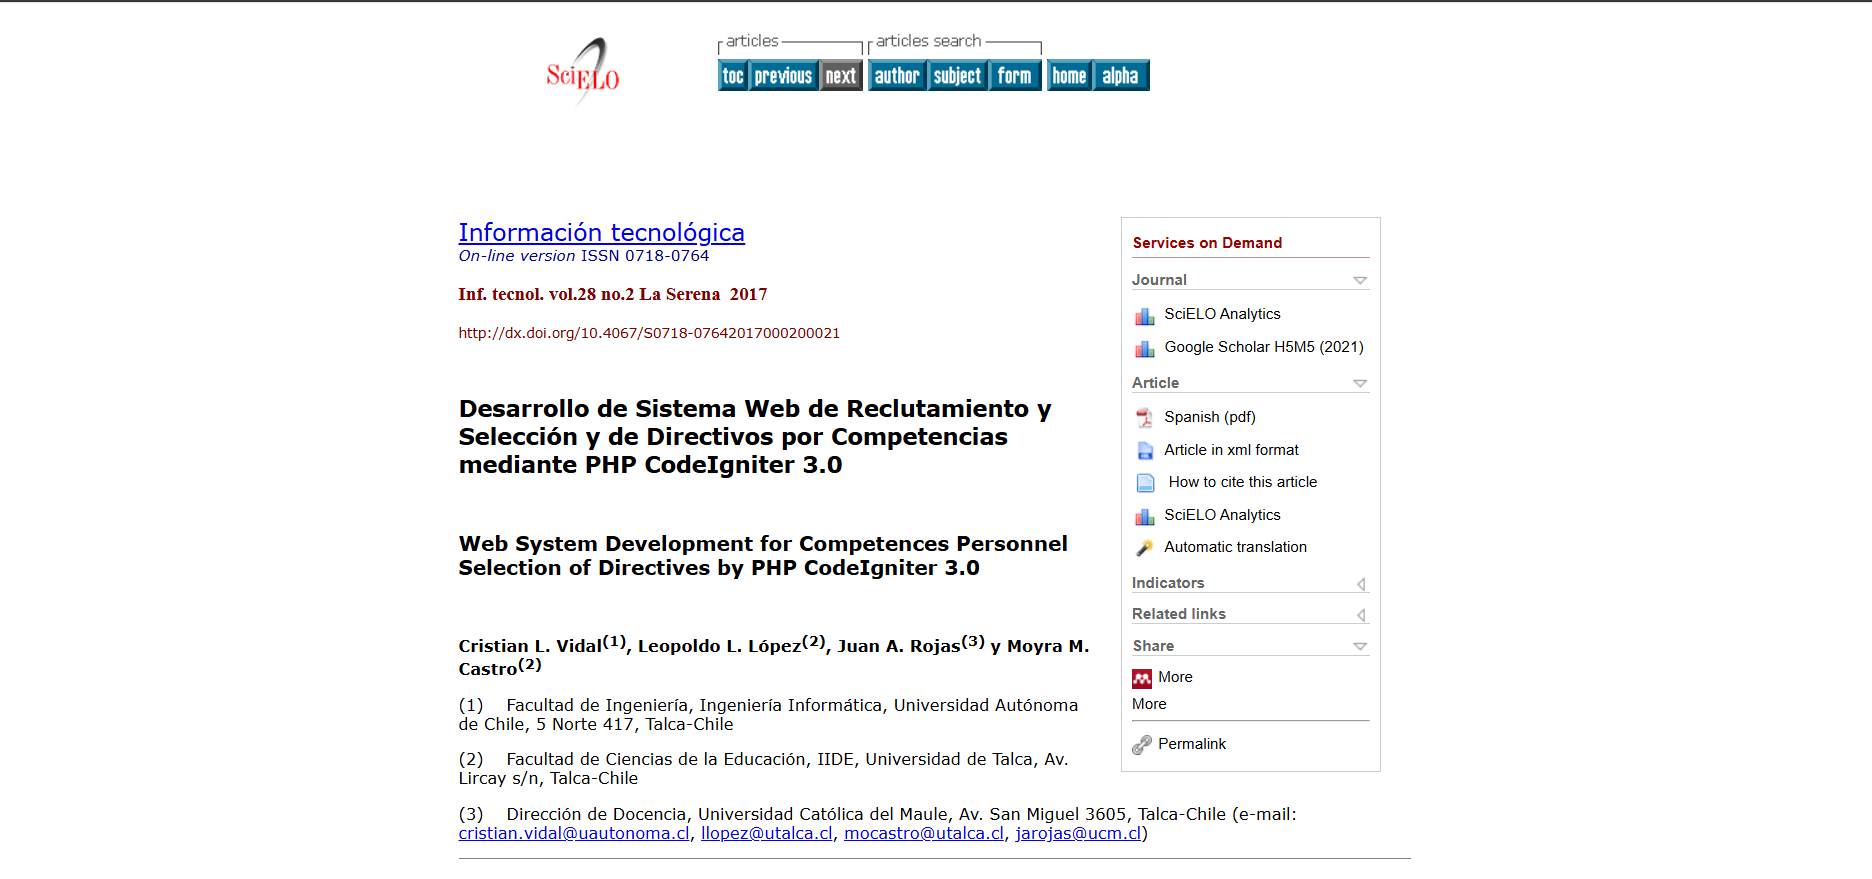 SciELO
articles
articles search
toc previous next author subject form home alpha
Información tecnológica
On-line version ISSN 0718-0764
Inf. tecnol. vol.28 no.2 La Serena 2017
http://dx.doi.org/10.4067/S0718-07642017000200021
Desarrollo de Sistema Web de Reclutamiento y
Selección y de Directivos por Competencias
mediante PHP CodeIgniter 3.0
Web System Development for Competences Personnel
Selection of Directives by PHP CodeIgniter 3.0
Cristian L. Vidal(1), Leopoldo L. López(2), Juan A. Rojas(3) y Moyra M.
Castro(2)
(1) Facultad de Ingeniería, Ingeniería Informática, Universidad Autónoma
de Chile, 5 Norte 417, Talca-Chile
(2) Facultad de Ciencias de la Educación, IIDE, Universidad de Talca, Av.
Lircay s/n, Talca-Chile
(3) Dirección de Docencia, Universidad Católica del Maule, Av. San Miguel 3605, Talca-Chile (e-mail:
cristian.vidal@uautonoma.cl, llopez@utalca.cl, mocastro@utalca.cl, jarojas@ucm.cl)
Services on Demand
Journal
SciELO Analytics
Google Scholar H5M5 (2021)
Article
Spanish (pdf)
Article in xml format
How to cite this article
SciELO Analytics
Automatic translation
Indicators
Related links
Share
More
More
Permalink